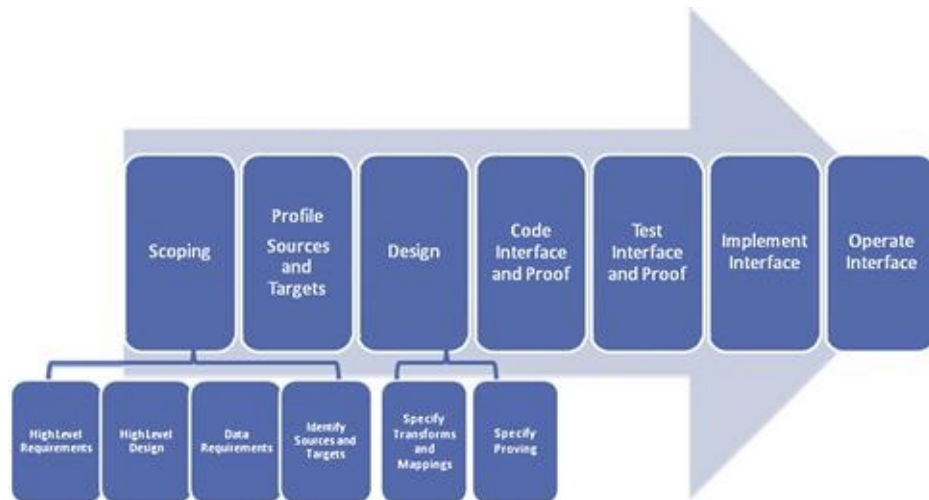 Scoping
Profile
Sources
and
Targets
Design
Code
Interface
and Proof
Test
Interface
and Proof
Implement
Interface
Operate
Interface
High Level
Requirements
High Level
Design
Data
Requirements
Identify
Sources and
Targets
Specify
Transforms
and
Mappings
Specify
Proving